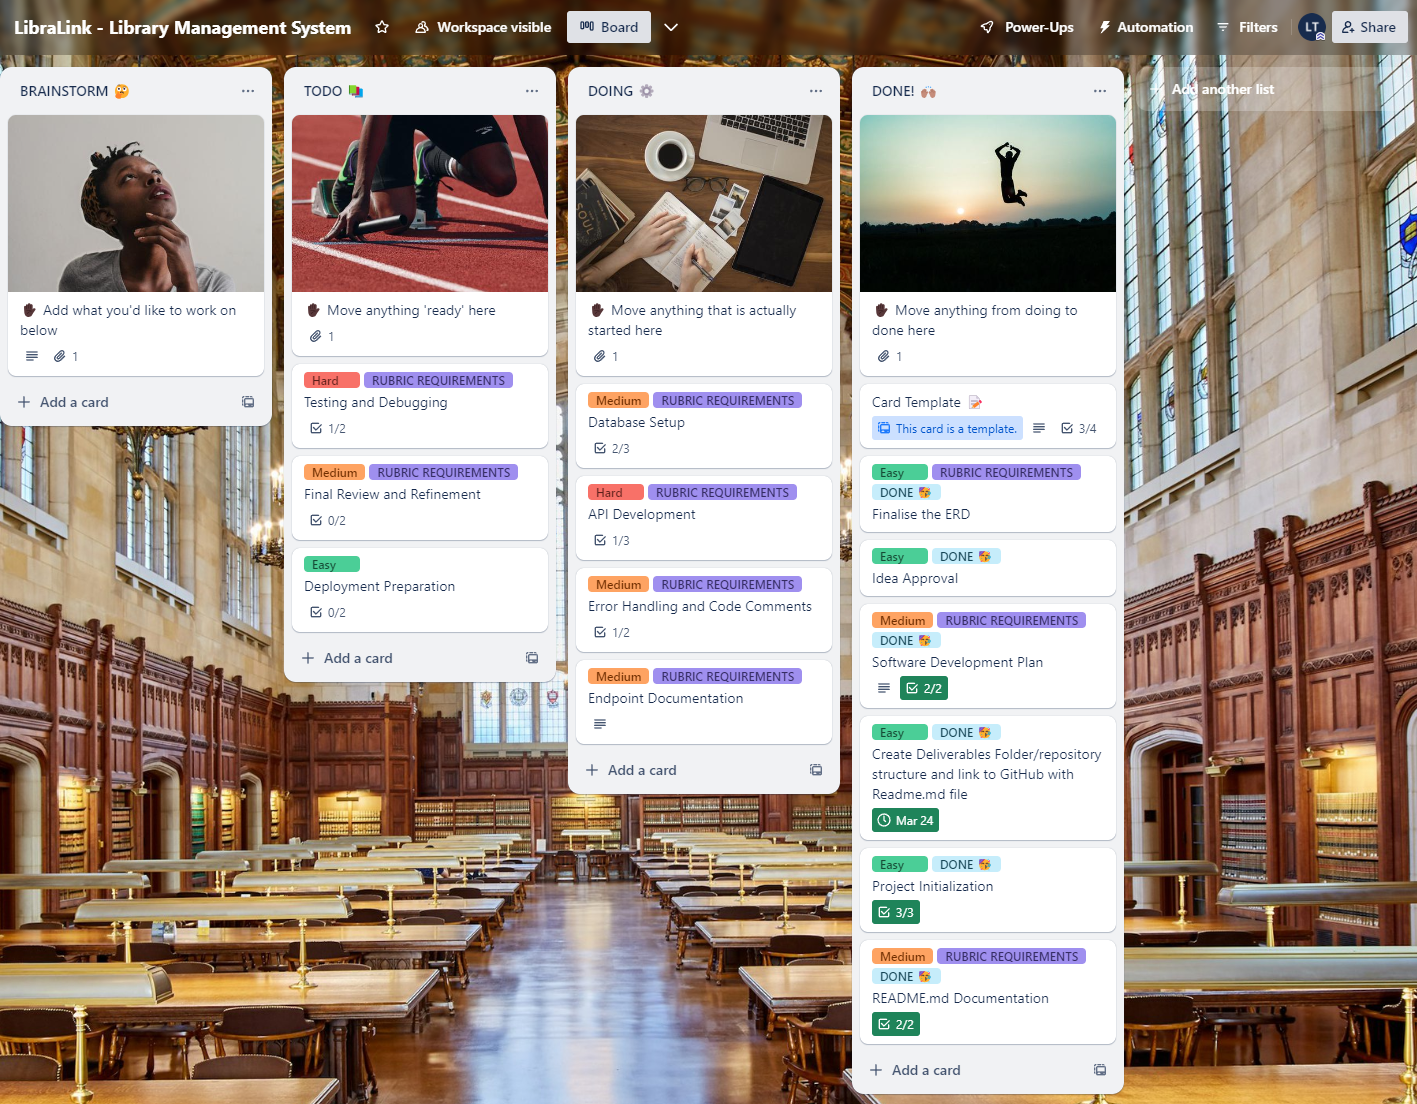 LibraLink - Library Management System
Workspace visible
Board
Power-Ups
Automation
Filters
LT
Share
BRAINSTORM 🤔
Add what you'd like to work on
below
1
+ Add a card
TODO
Move anything 'ready' here
1
Hard RUBRIC REQUIREMENTS
Testing and Debugging
1/2
Medium RUBRIC REQUIREMENTS
Final Review and Refinement
0/2
Easy
Deployment Preparation
0/2
+ Add a card
DOING ⚙️
Move anything that is actually
started here
1
Medium RUBRIC REQUIREMENTS
Database Setup
2/3
Hard RUBRIC REQUIREMENTS
API Development
1/3
Medium RUBRIC REQUIREMENTS
Error Handling and Code Comments
1/2
Medium RUBRIC REQUIREMENTS
Endpoint Documentation
+ Add a card
DONE! 🙌🏽
Move anything from doing to
done here
1
Card Template 📝
This card is a template.
3/4
Easy RUBRIC REQUIREMENTS
DONE
Finalise the ERD
Easy DONE
Idea Approval
Medium RUBRIC REQUIREMENTS
DONE
Software Development Plan
2/2
Easy DONE
Create Deliverables Folder/repository
structure and link to GitHub with
Readme.md file
Mar 24
Easy DONE
Project Initialization
3/3
Medium RUBRIC REQUIREMENTS
DONE
README.md Documentation
2/2
+ Add a card
+ Add another list
SOUL